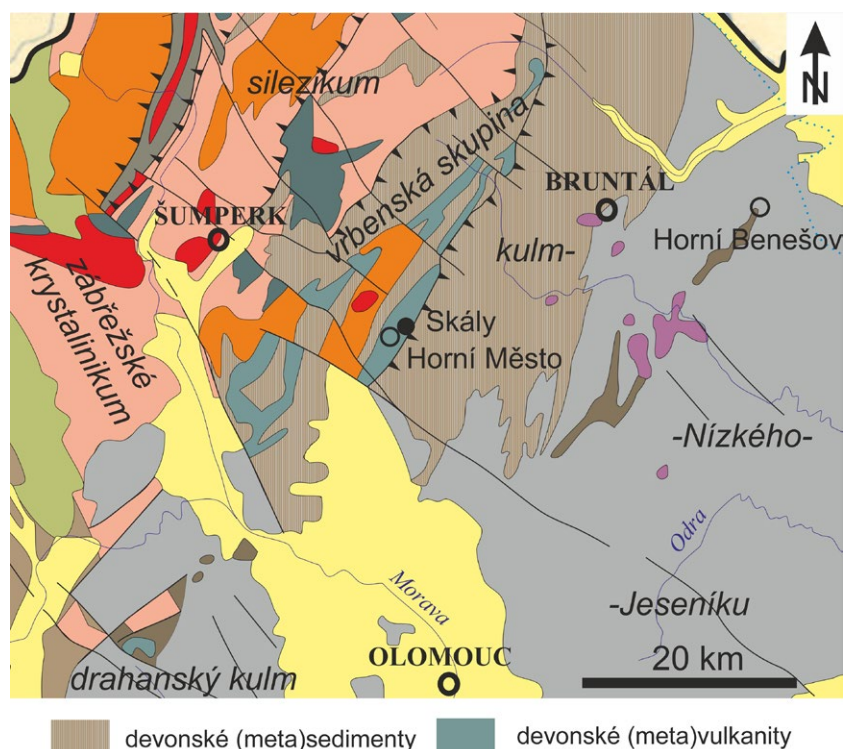 N
silezikum
vrbenská skupina
BRUNTÁL
ŠUMPERK
Horní Benešov
kulm-
zábřežské
krystalinikum
Skály
Horní Město
-Nízkého-
Odra
Morava
-Jeseníku
20 km
OLOMOUC
drahanský kulm
devonské (meta)sedimenty
devonské (meta)vulkanity